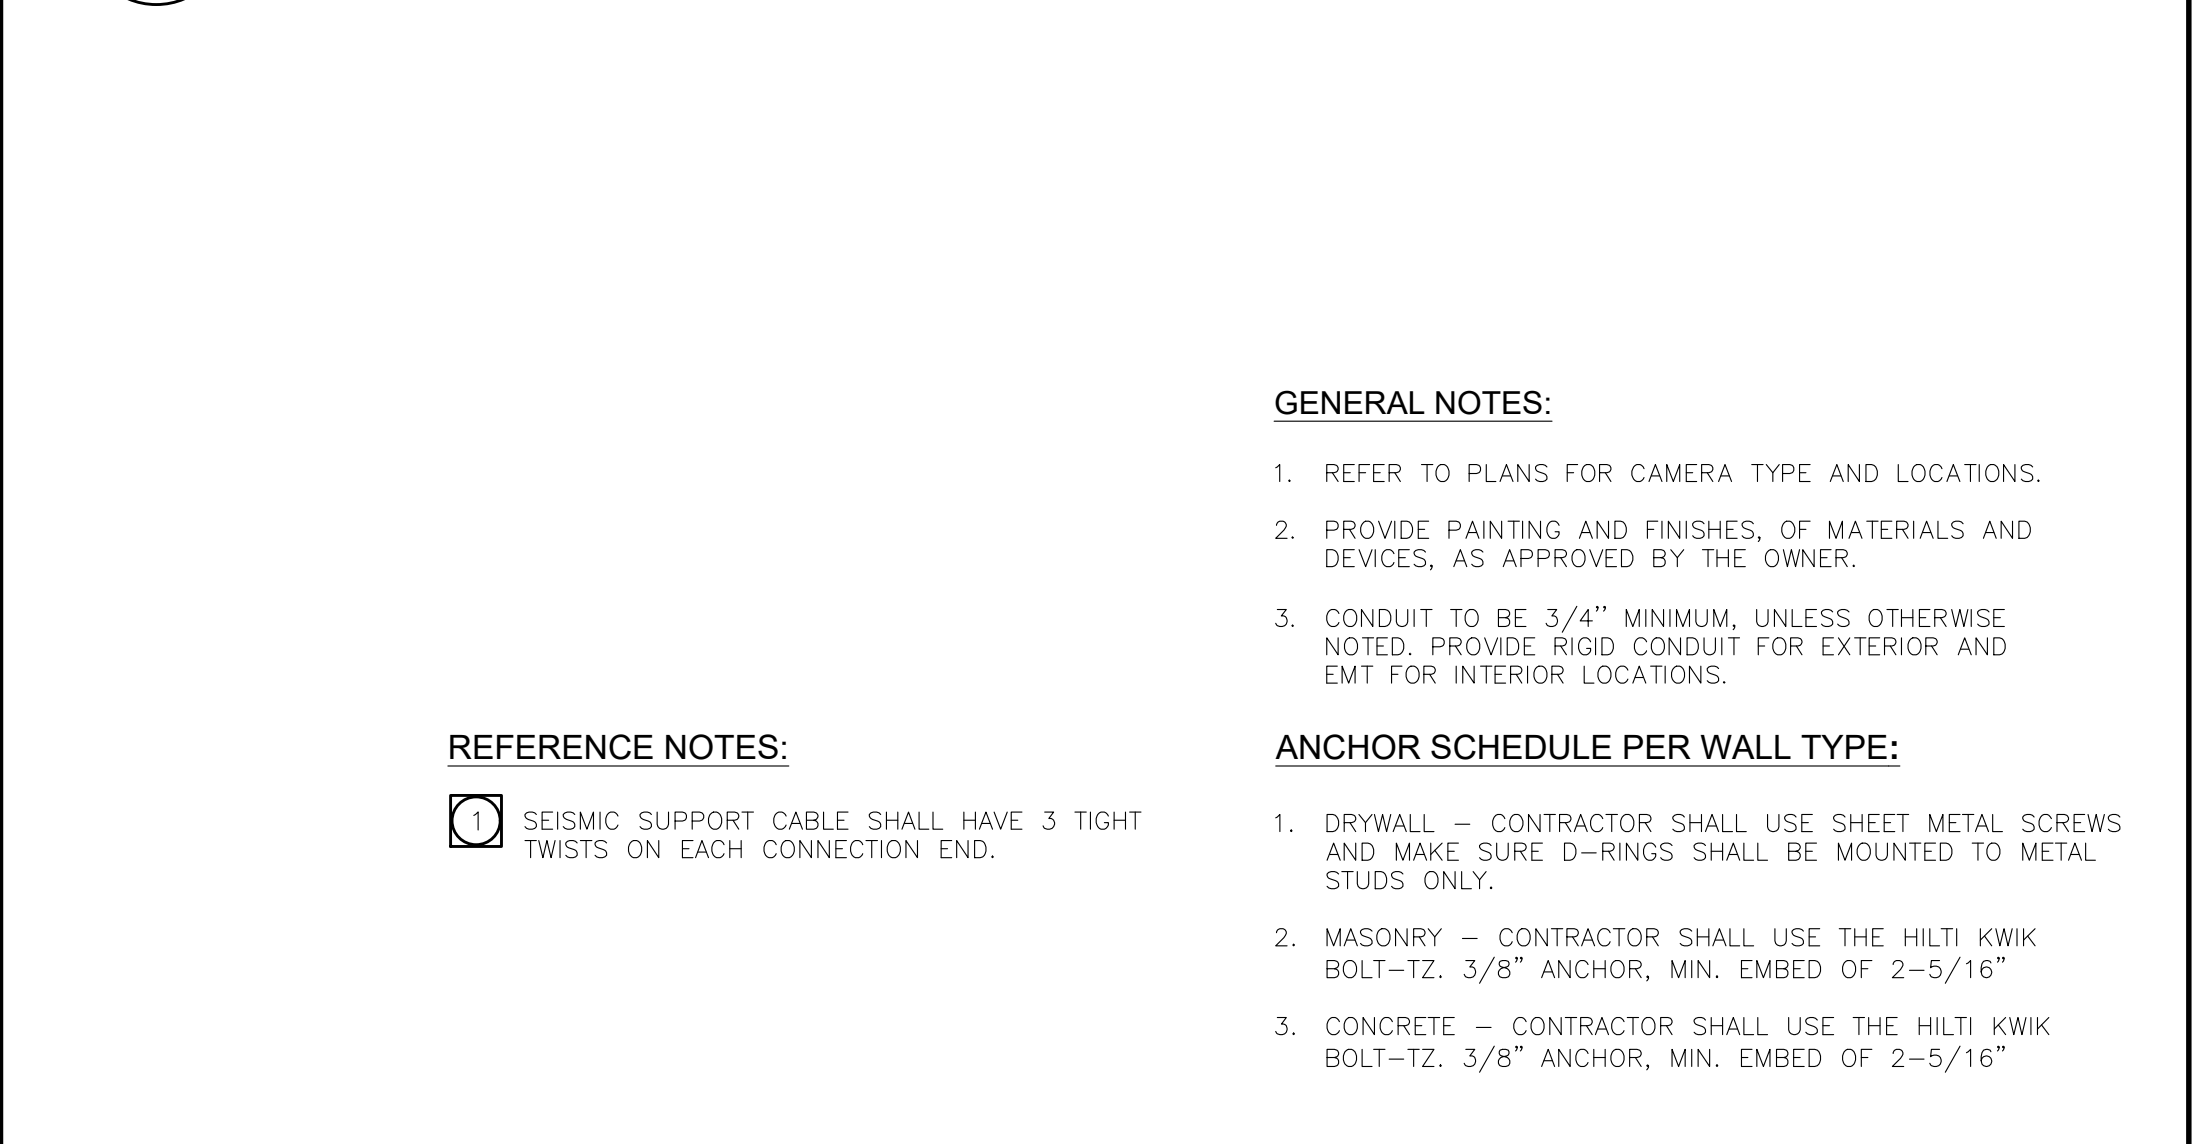 GENERAL NOTES:
1. REFER TO PLANS FOR CAMERA TYPE AND LOCATIONS.
2. PROVIDE PAINTING AND FINISHES, OF MATERIALS AND
DEVICES, AS APPROVED BY THE OWNER.
3. CONDUIT TO BE 3/4'' MINIMUM, UNLESS OTHERWISE
NOTED. PROVIDE RIGID CONDUIT FOR EXTERIOR AND
EMT FOR INTERIOR LOCATIONS.
REFERENCE NOTES:
1 SEISMIC SUPPORT CABLE SHALL HAVE 3 TIGHT
TWISTS ON EACH CONNECTION END.
ANCHOR SCHEDULE PER WALL TYPE:
1. DRYWALL – CONTRACTOR SHALL USE SHEET METAL SCREWS
AND MAKE SURE D–RINGS SHALL BE MOUNTED TO METAL
STUDS ONLY.
2. MASONRY – CONTRACTOR SHALL USE THE HILTI KWIK
BOLT–TZ. 3/8" ANCHOR, MIN. EMBED OF 2–5/16"
3. CONCRETE – CONTRACTOR SHALL USE THE HILTI KWIK
BOLT–TZ. 3/8" ANCHOR, MIN. EMBED OF 2–5/16"